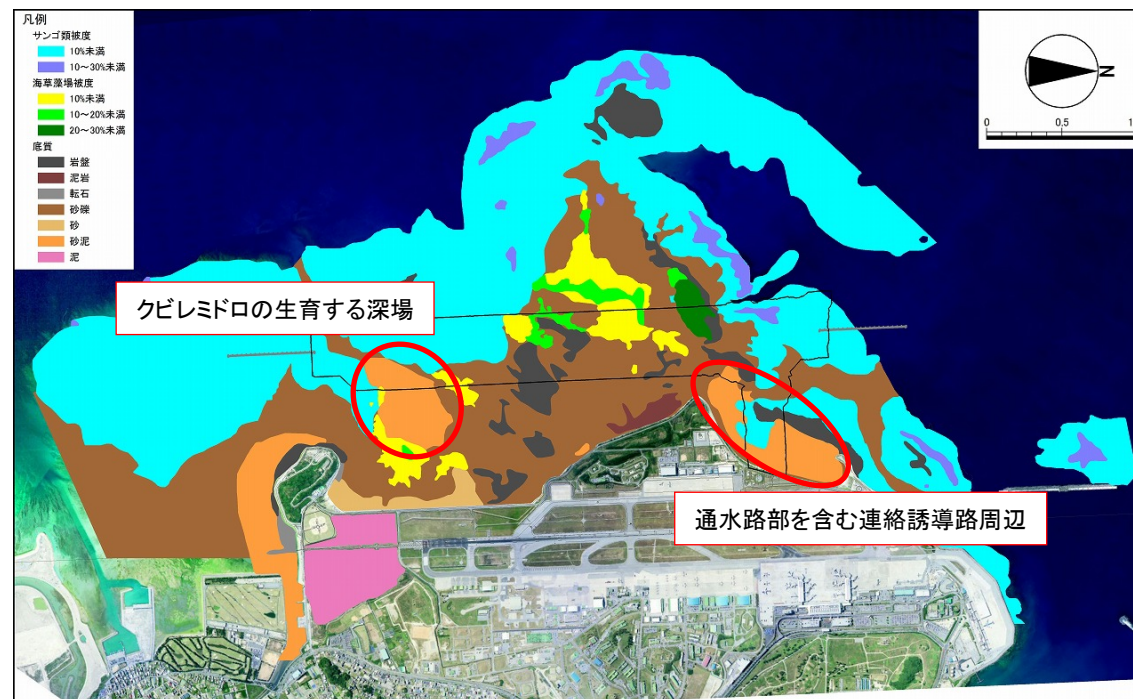 凡例
サンゴ類被度
10%未満
10～30%未満
海草藻場被度
10%未満
10～20%未満
20～30%未満
底質
岩盤
泥岩
転石
砂礫
砂
砂泥
泥
N
0 0.5 1
クビレミドロの生育する深場
通水路部を含む連絡誘導路周辺